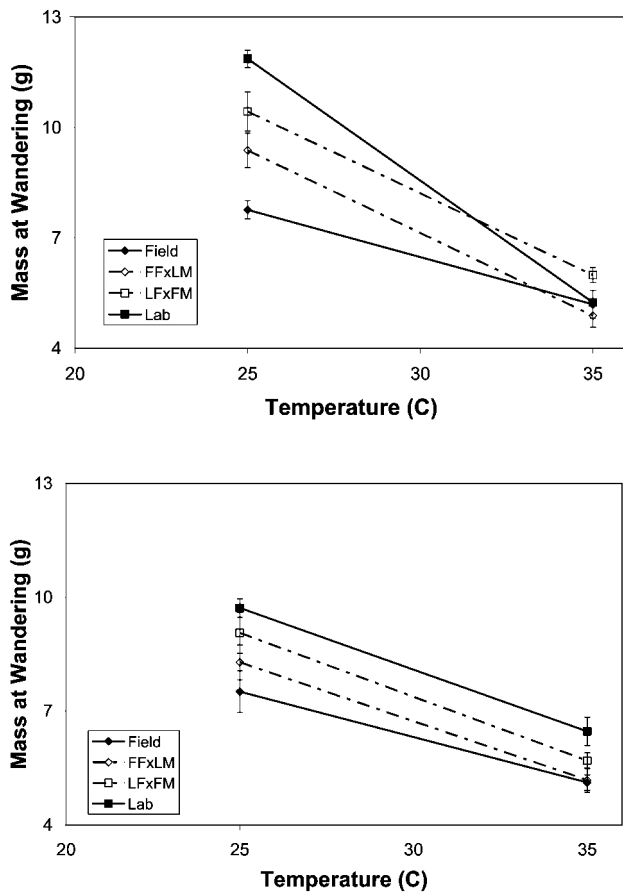 13
10
7
4
Mass at Wandering (g)
Field
FFxLM
LFxFM
Lab
20 25 30 35
Temperature (C)
13
10
7
4
Mass at Wandering (g)
Field
FFxLM
LFxFM
Lab
20 25 30 35
Temperature (C)